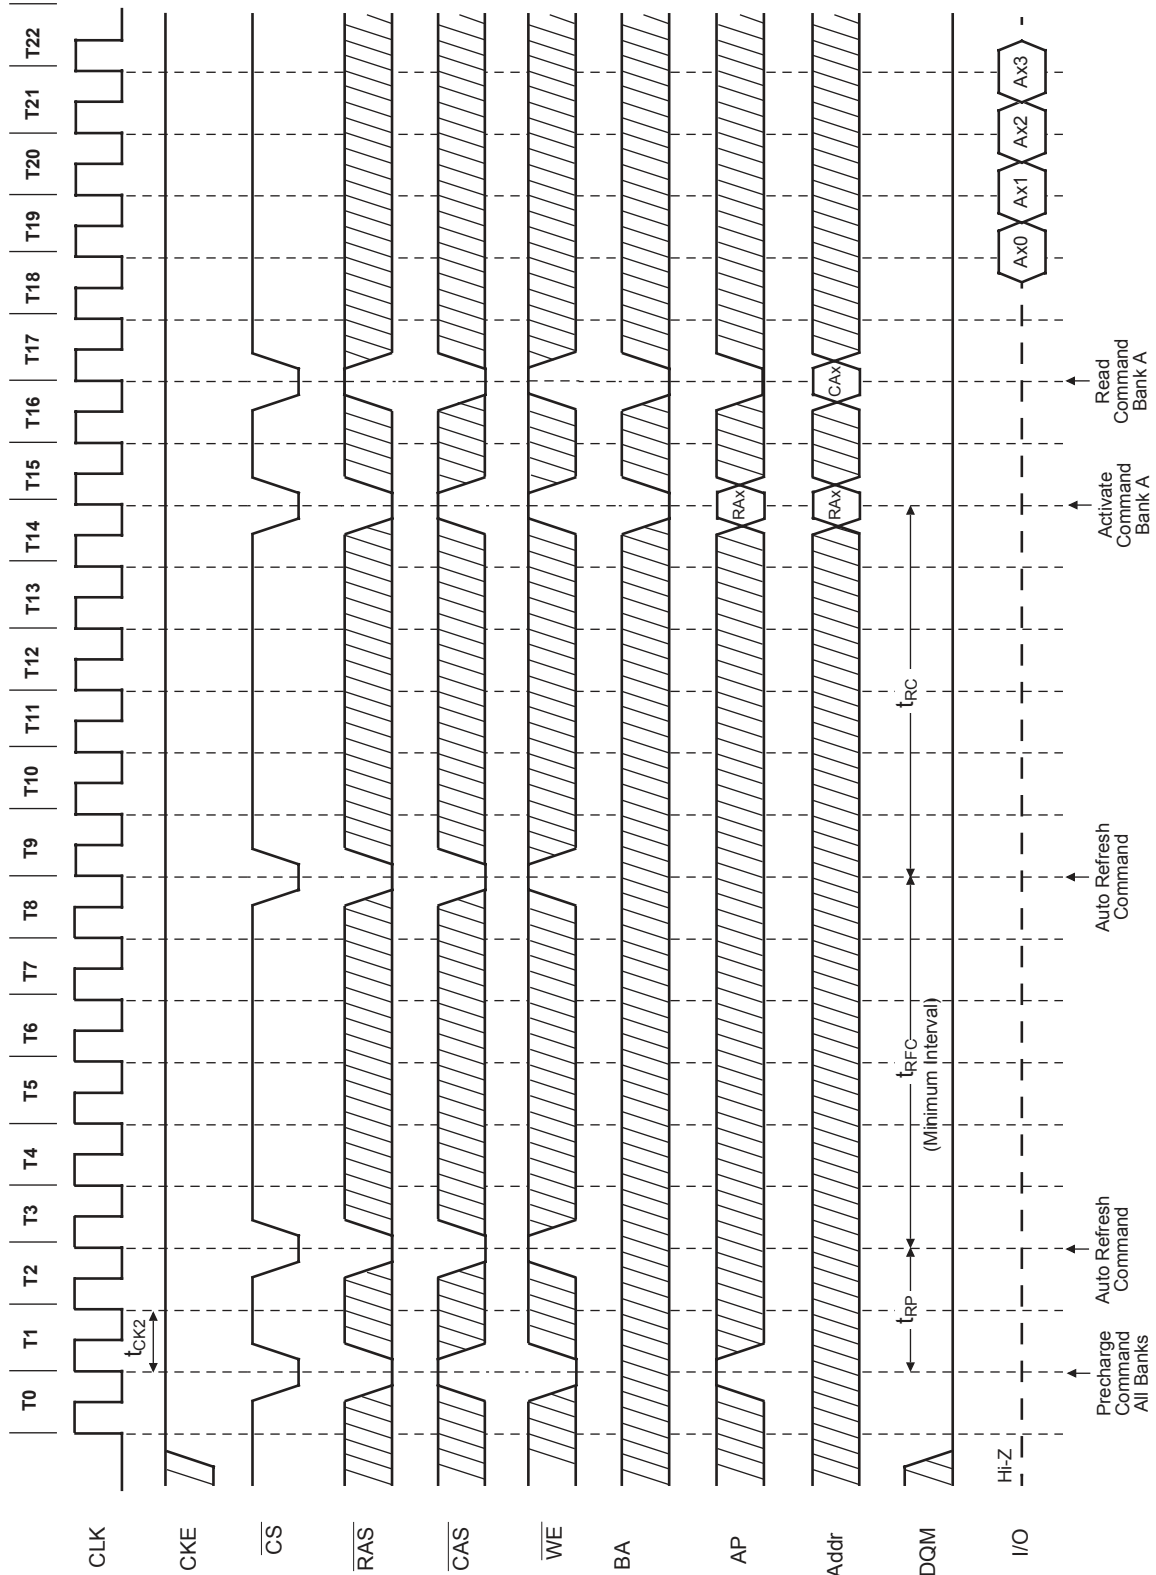 T0 T1 T2 T3 T4 T5 T6 T7 T8 T9 T10 T11 T12 T13 T14 T15 T16 T17 T18 T19 T20 T21 T22
CLK
tCK2
CKE
CS
RAS
CAS
WE
BA
AP
RAx
Addr
RAx CAx
DQM
tRP tRFC tRC
(Minimum Interval)
I/O
Hi-Z
Ax0 Ax1 Ax2 Ax3
Precharge
Command
All Banks
Auto Refresh
Command
Auto Refresh
Command
Activate
Command
Bank A
Read
Command
Bank A